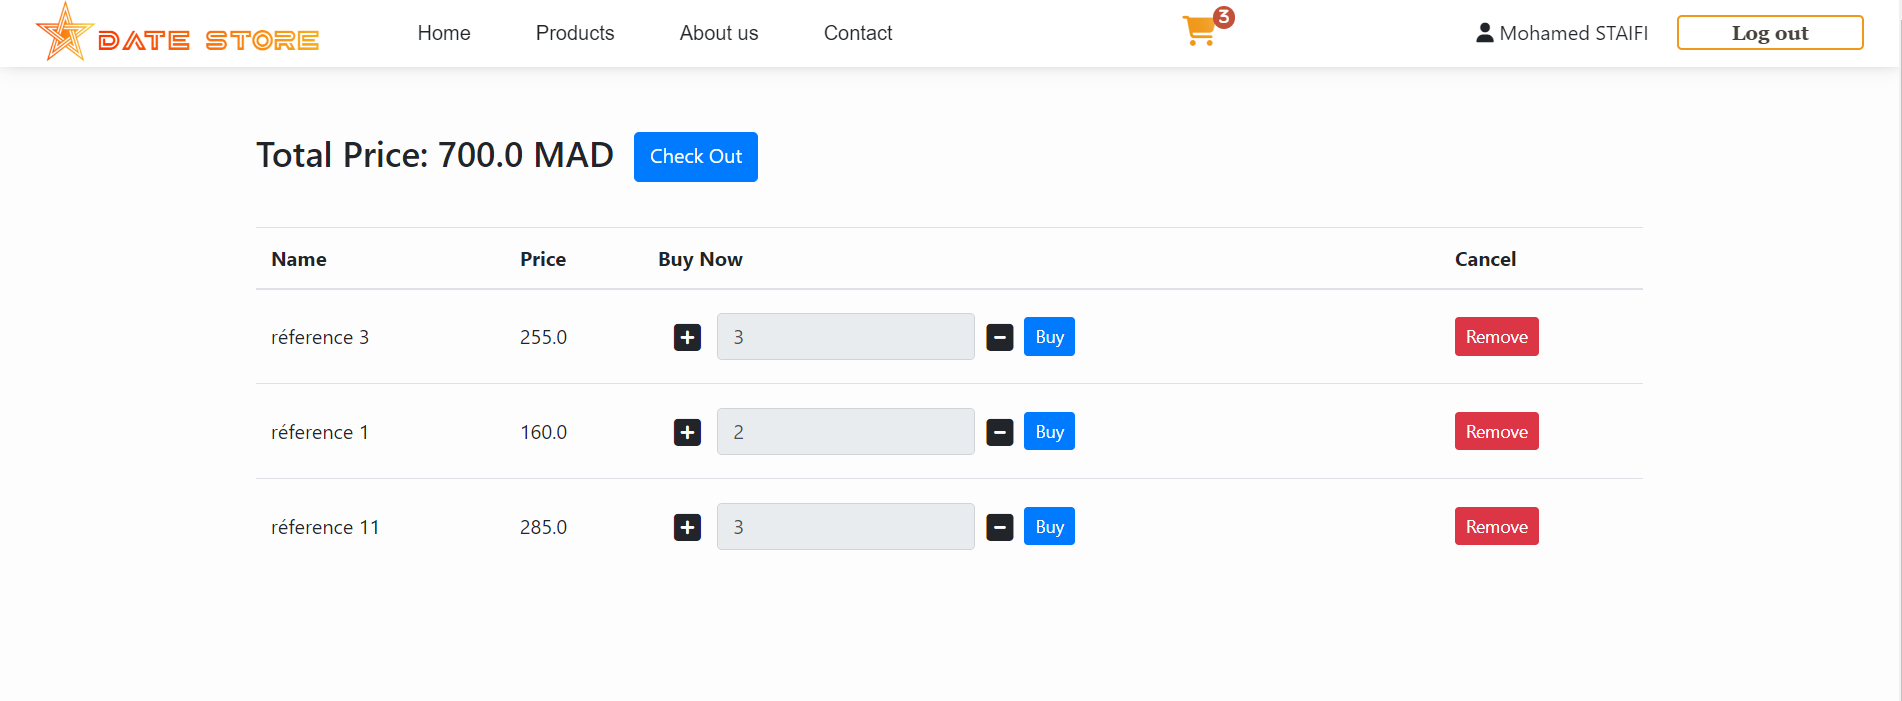 DATE STORE Home Products About us Contact 3 Mohamed STAIFI Log out
Total Price: 700.0 MAD Check Out
Name Price Buy Now Cancel
réference 3 255.0 3 Buy Remove
réference 1 160.0 2 Buy Remove
réference 11 285.0 3 Buy Remove